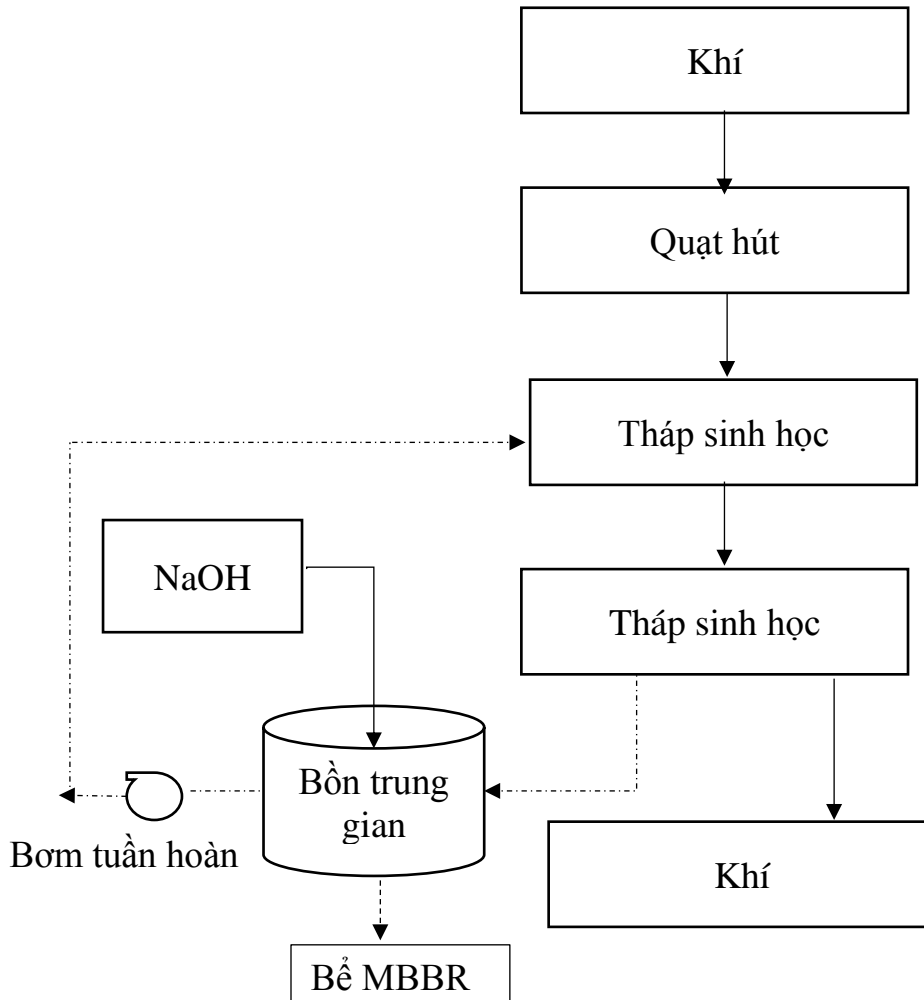 Khí
Quạt hút
Tháp sinh học
NaOH
Tháp sinh học
Bồn trung
gian
Bơm tuần hoàn
Khí
Bể MBBR